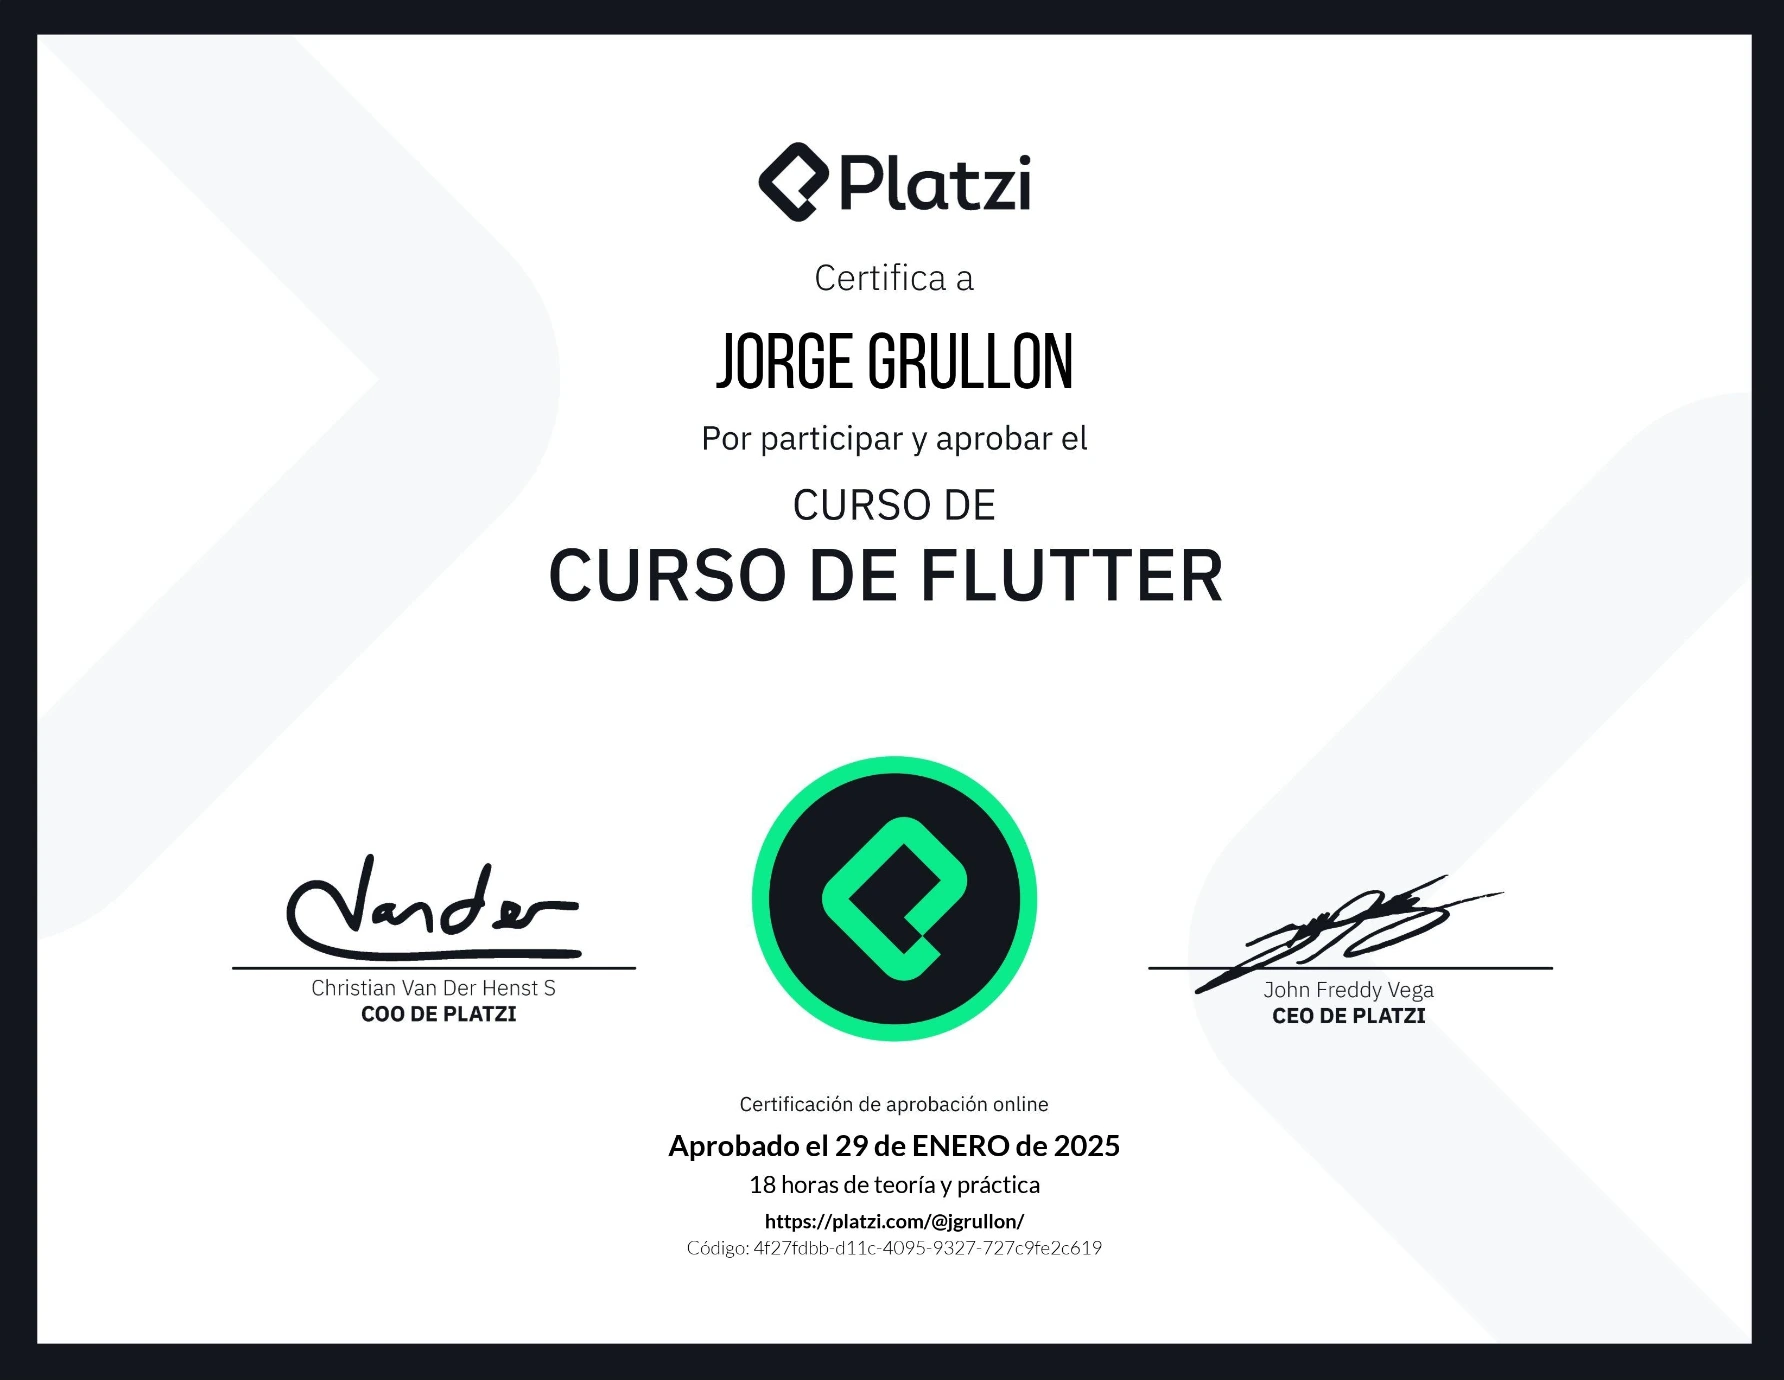 Platzi
Certifica a
JORGE GRULLON
Por participar y aprobar el
CURSO DE
CURSO DE FLUTTER
Vander
Christian Van Der Henst S
COO DE PLATZI
John Freddy Vega
CEO DE PLATZI
Certificación de aprobación online
Aprobado el 29 de ENERO de 2025
18 horas de teoría y práctica
https://platzi.com/@jgrullon/
Código: 4f27fdbb-d11c-4095-9327-727c9fe2c619